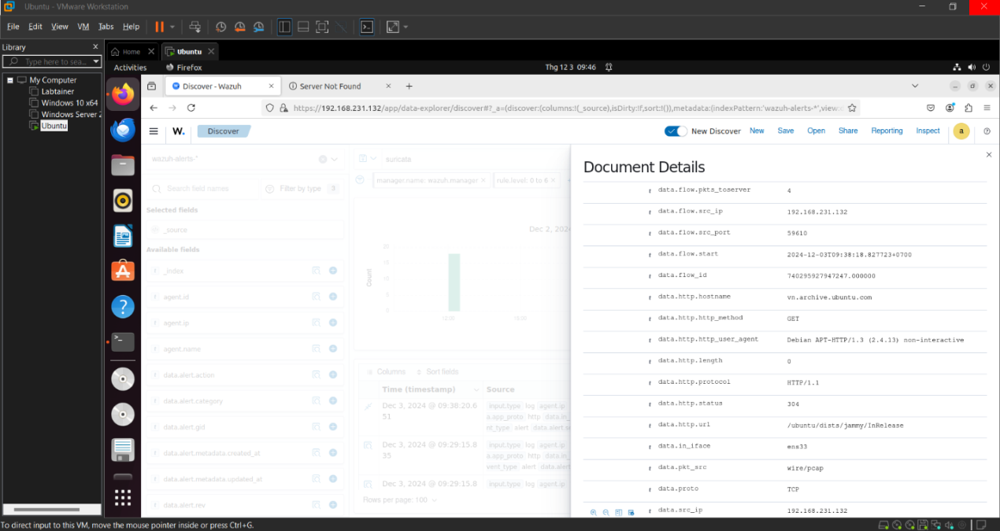 Ubuntu - VMware Workstation
File Edit View VM Tabs Help
Library
Type here to sea...
My Computer
Labtainer
Windows 10 x64
Windows Server 2
Ubuntu
Home
Ubuntu
Activities
Firefox
Thg 12 3 09:46
Discover - Wazuh
Server Not Found
https://192.168.231.132/app/data-explorer/discover#?_a=(discover:(columns:!(_source),isDirty:!f,sort:!()),metadata:(indexPattern:'wazuh-alerts-*',view:
W. Discover New Discover New Save Open Share Reporting Inspect a
wazuh-alerts-*
suricata
Search field names
Filter by type 3
manager.name: wazuh.manager
rule.level: 0 to 6
Selected fields
_source
Available fields
_index
agent.id
agent.ip
agent.name
data.alert.action
data.alert.category
data.alert.gid
data.alert.metadata.created_at
data.alert.metadata.updated_at
data.alert.rev
Dec 2, 2024
Count
20
15
10
5
0
12:00 18:00
Columns Sort fields
Time (timestamp) Source
Dec 3, 2024 @ 09:38:20.6
51
input.type log agent.ip
a.app_proto http data.in_
nt_type alert data.alert.se
Dec 3, 2024 @ 09:29:15.8
35
input.type log agent.ip
a.app_proto http data.in_
vent_type alert data.alert
Dec 3, 2024 @ 09:29:15.8
input.type log agent.ip
Rows per page: 100
Document Details
t data.flow.pkts_toserver 4
t data.flow.src_ip 192.168.231.132
t data.flow.src_port 59610
t data.flow.start 2024-12-03T09:38:18.827723+0700
t data.flow_id 740295927947247.000000
t data.http.hostname vn.archive.ubuntu.com
t data.http.http_method GET
t data.http.http_user_agent Debian APT-HTTP/1.3 (2.4.13) non-interactive
t data.http.length 0
t data.http.protocol HTTP/1.1
t data.http.status 304
t data.http.url /ubuntu/dists/jammy/InRelease
t data.in_iface ens33
t data.pkt_src wire/pcap
t data.proto TCP
t data.src_ip 192.168.231.132
To direct input to this VM, move the mouse pointer inside or press Ctrl+G.